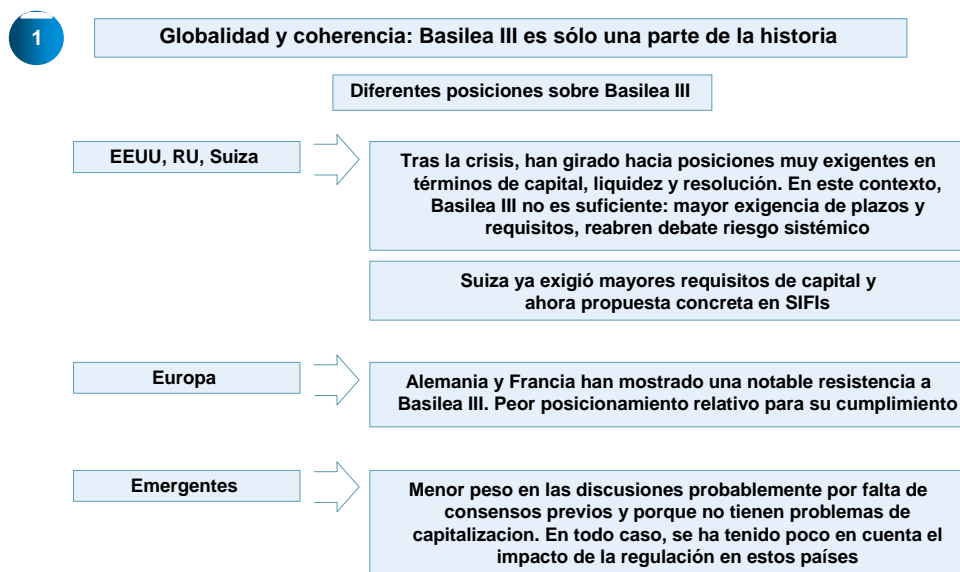 1
Globalidad y coherencia: Basilea III es sólo una parte de la historia
Diferentes posiciones sobre Basilea III
EEUU, RU, Suiza
Tras la crisis, han girado hacia posiciones muy exigentes en
términos de capital, liquidez y resolución. En este contexto,
Basilea III no es suficiente: mayor exigencia de plazos y
requisitos, reabren debate riesgo sistémico
Suiza ya exigió mayores requisitos de capital y
ahora propuesta concreta en SIFIs
Europa
Alemania y Francia han mostrado una notable resistencia a
Basilea III. Peor posicionamiento relativo para su cumplimiento
Emergentes
Menor peso en las discusiones probablemente por falta de
consensos previos y porque no tienen problemas de
capitalizacion. En todo caso, se ha tenido poco en cuenta el
impacto de la regulación en estos países